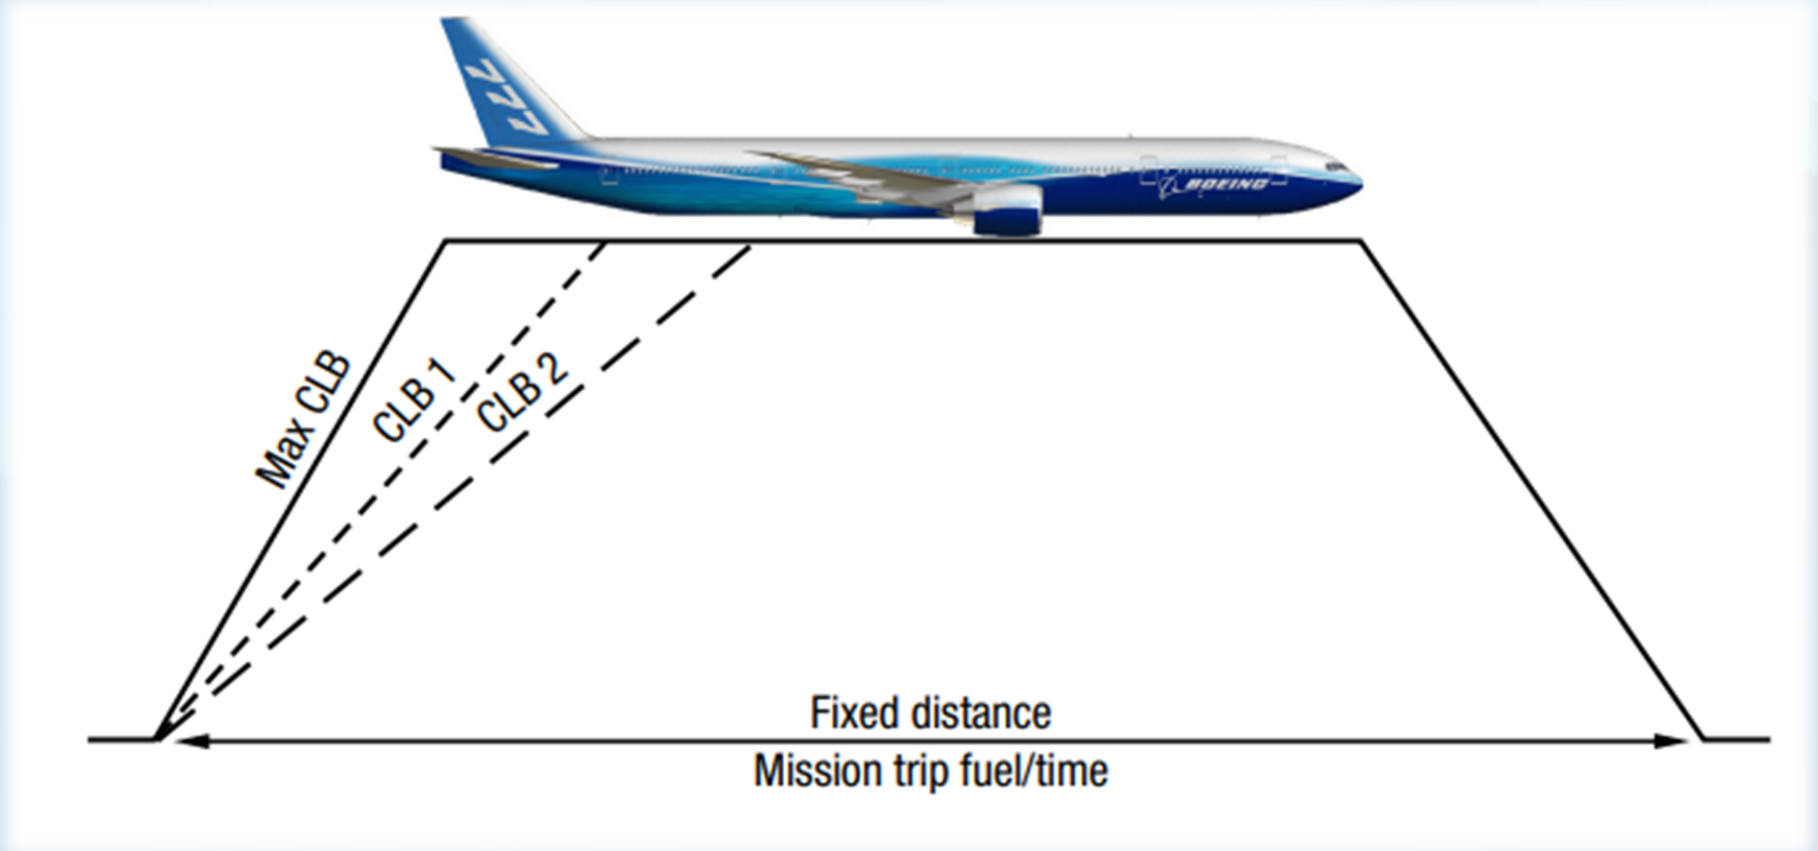 777
BOEING
Max CLB
CLB 1
CLB 2
Fixed distance
Mission trip fuel/time